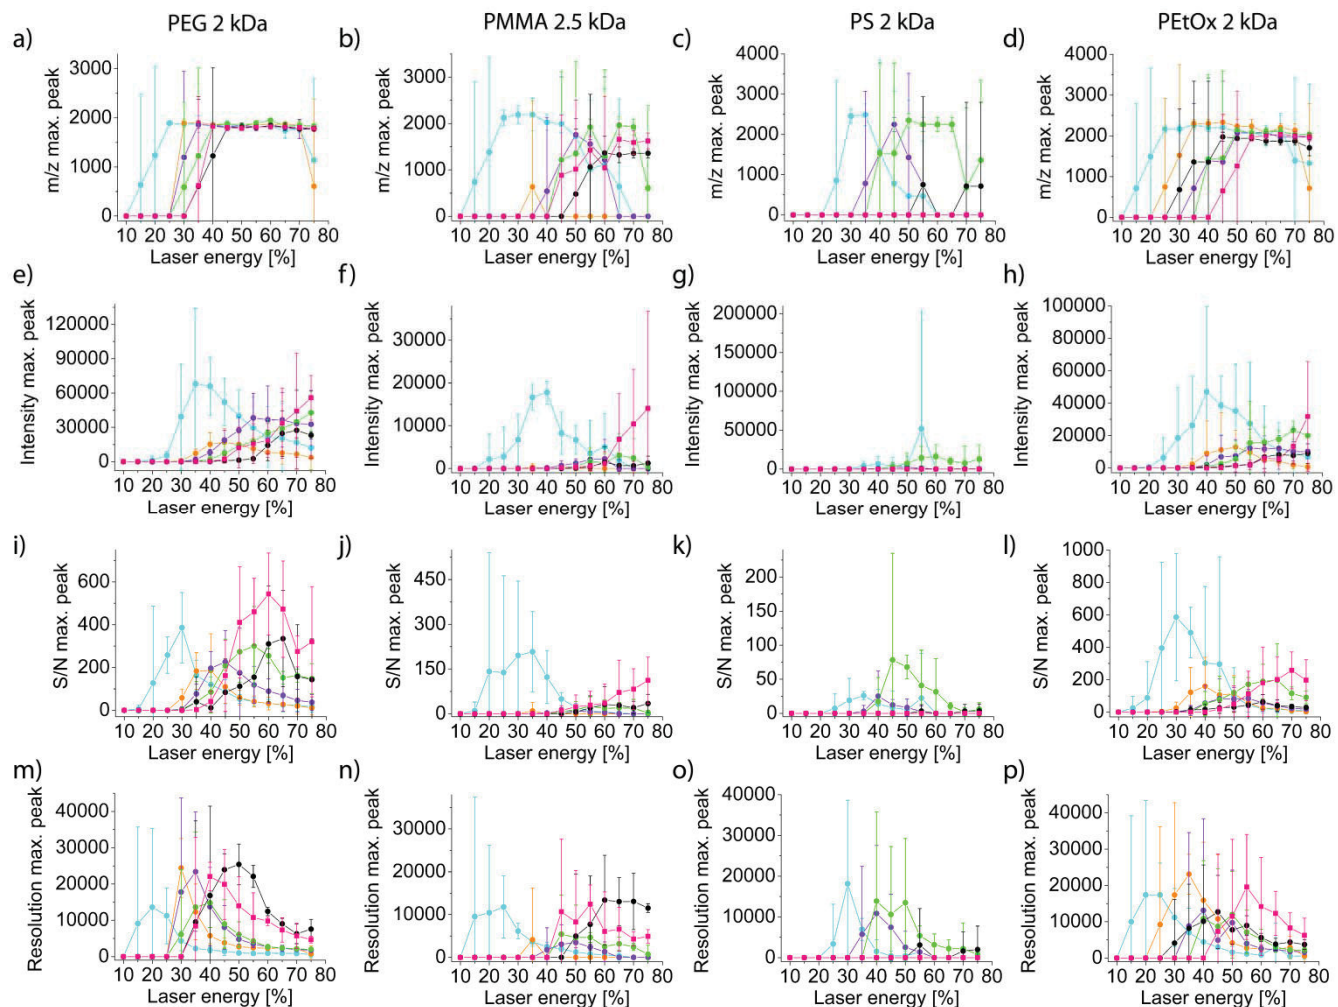 PEG 2 kDa
PMMA 2.5 kDa
PS 2 kDa
PEtOx 2 kDa
a)
m/z max. peak
3000
2000
1000
0
10 20 30 40 50 60 70 80
Laser energy [%]
b)
m/z max. peak
3000
2000
1000
0
10 20 30 40 50 60 70 80
Laser energy [%]
c)
m/z max. peak
4000
3000
2000
1000
0
10 20 30 40 50 60 70 80
Laser energy [%]
d)
m/z max. peak
4000
3000
2000
1000
0
10 20 30 40 50 60 70 80
Laser energy [%]
e)
Intensity max. peak
120000
90000
60000
30000
0
10 20 30 40 50 60 70 80
Laser energy [%]
f)
Intensity max. peak
30000
20000
10000
0
10 20 30 40 50 60 70 80
Laser energy [%]
g)
Intensity max. peak
200000
150000
100000
50000
0
10 20 30 40 50 60 70 80
Laser energy [%]
h)
Intensity max. peak
100000
80000
60000
40000
20000
0
10 20 30 40 50 60 70 80
Laser energy [%]
i)
S/N max. peak
600
400
200
0
10 20 30 40 50 60 70 80
Laser energy [%]
j)
S/N max. peak
450
300
150
0
10 20 30 40 50 60 70 80
Laser energy [%]
k)
S/N max. peak
200
150
100
50
25
0
10 20 30 40 50 60 70 80
Laser energy [%]
l)
S/N max. peak
1000
800
600
400
200
0
10 20 30 40 50 60 70 80
Laser energy [%]
m)
Resolution max. peak
40000
30000
20000
10000
0
10 20 30 40 50 60 70 80
Laser energy [%]
n)
Resolution max. peak
30000
20000
10000
0
10 20 30 40 50 60 70 80
Laser energy [%]
o)
Resolution max. peak
40000
30000
20000
10000
0
10 20 30 40 50 60 70 80
Laser energy [%]
p)
Resolution max. peak
50000
40000
30000
20000
10000
0
10 20 30 40 50 60 70 80
Laser energy [%]